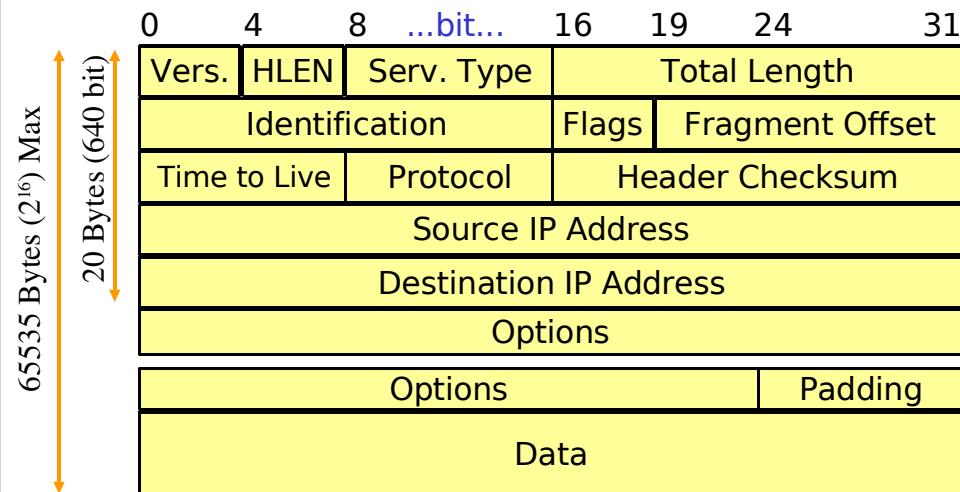 0 4 8 ...bit... 16 19 24 31
Vers. HLEN Serv. Type Total Length
Identification Flags Fragment Offset
Time to Live Protocol Header Checksum
Source IP Address
Destination IP Address
Options
Options Padding
Data
65535 Bytes (2¹⁶) Max
20 Bytes (640 bit)